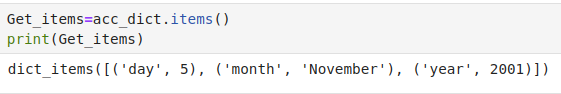 Get_items=acc_dict.items()
print(Get_items)
dict_items([('day', 5), ('month', 'November'), ('year', 2001)])